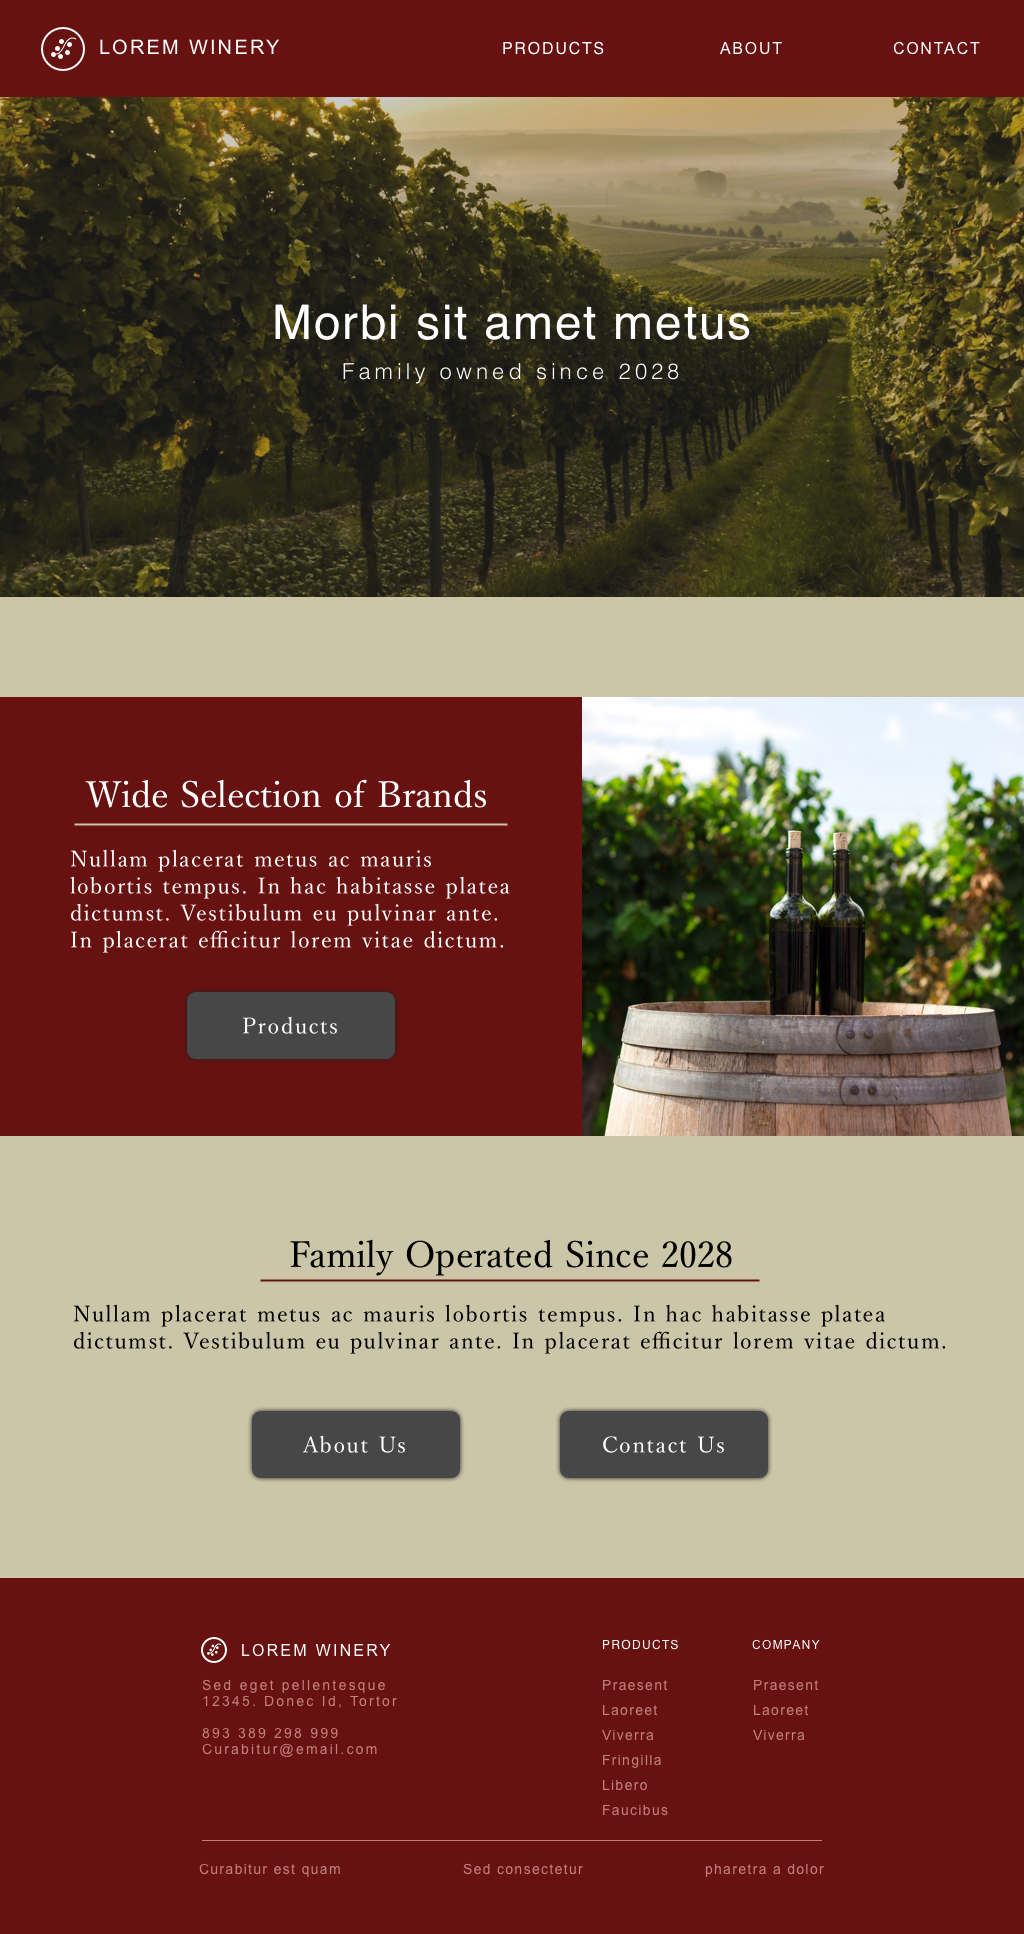 LOREM WINERY
PRODUCTS
ABOUT
CONTACT
Morbi sit amet metus
Family owned since 2028
Wide Selection of Brands
Nullam placerat metus ac mauris
lobortis tempus. In hac habitasse platea
dictumst. Vestibulum eu pulvinar ante.
In placerat efficitur lorem vitae dictum.
Products
Family Operated Since 2028
Nullam placerat metus ac mauris lobortis tempus. In hac habitasse platea
dictumst. Vestibulum eu pulvinar ante. In placerat efficitur lorem vitae dictum.
About Us
Contact Us
LOREM WINERY
Sed eget pellentesque
12345. Donec Id, Tortor
893 389 298 999
Curabitur@email.com
PRODUCTS
Praesent
Laoreet
Viverra
Fringilla
Libero
Faucibus
COMPANY
Praesent
Laoreet
Viverra
Curabitur est quam
Sed consectetur
pharetra a dolor